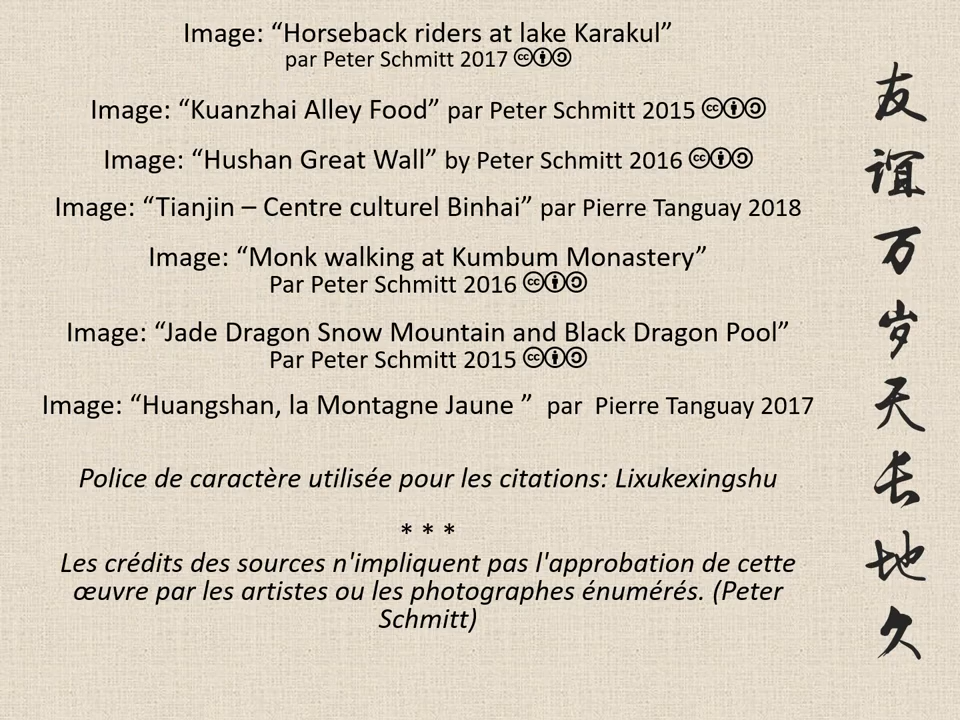 Image: “Horseback riders at lake Karakul”
par Peter Schmitt 2017
Image: “Kuanzhai Alley Food” par Peter Schmitt 2015
Image: “Hushan Great Wall” by Peter Schmitt 2016
Image: “Tianjin – Centre culturel Binhai” par Pierre Tanguay 2018
Image: “Monk walking at Kumbum Monastery”
Par Peter Schmitt 2016
Image: “Jade Dragon Snow Mountain and Black Dragon Pool”
Par Peter Schmitt 2015
Image: “Huangshan, la Montagne Jaune ” par Pierre Tanguay 2017
Police de caractère utilisée pour les citations: Lixukexingshu
* * *
Les crédits des sources n'impliquent pas l'approbation de cette
œuvre par les artistes ou les photographes énumérés. (Peter
Schmitt)
友谊万岁天长地久